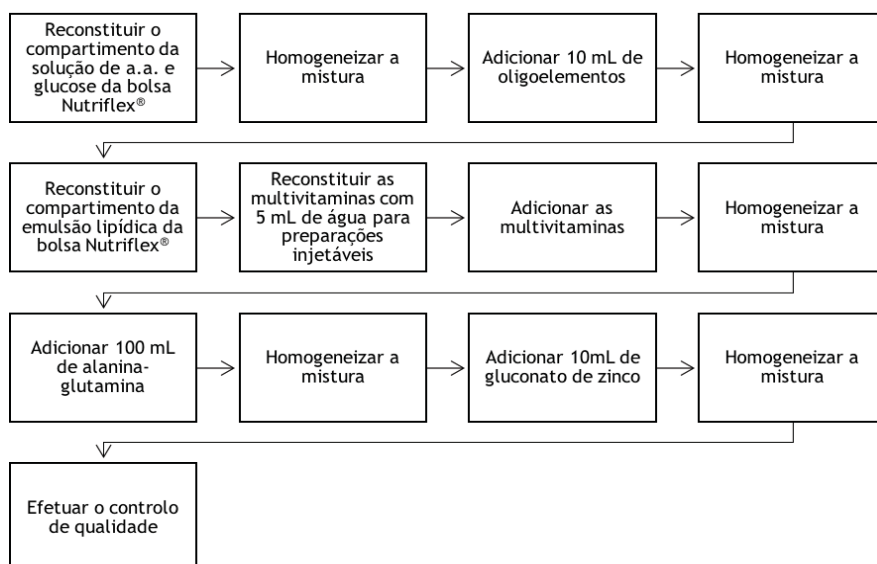 Reconstituir o
compartimento da
solução de a.a. e
glucose da bolsa
Nutriflex®
Homogeneizar a
mistura
Adicionar 10 mL de
oligoelementos
Homogeneizar a
mistura
Reconstituir o
compartimento da
emulsão lipídica da
bolsa Nutriflex®
Reconstituir as
multivitaminas com
5 mL de água para
preparações
injetáveis
Adicionar as
multivitaminas
Homogeneizar a
mistura
Adicionar 100 mL
de alanina-
glutamina
Homogeneizar a
mistura
Adicionar 10mL de
gluconato de zinco
Homogeneizar a
mistura
Efetuar o controlo
de qualidade